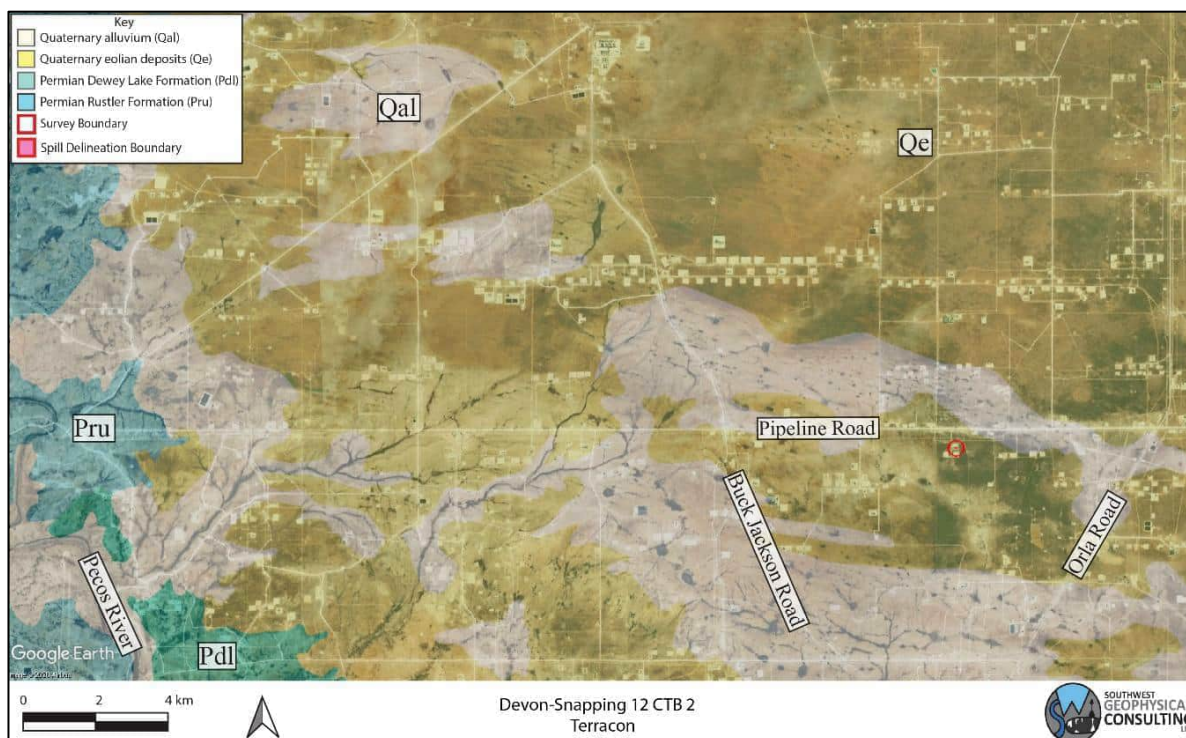 Key
Quaternary alluvium (Qal)
Quaternary eolian deposits (Qe)
Permian Dewey Lake Formation (Pdl)
Permian Rustler Formation (Pru)
Survey Boundary
Spill Delineation Boundary
Qal
Qe
Pru
Pipeline Road
Buck Jackson Road
Orla Road
Pecos River
Pdl
Google Earth
0 2 4 km
Devon-Snapping 12 CTB 2
Terracon
SOUTHWEST
GEOPHYSICAL
CONSULTING